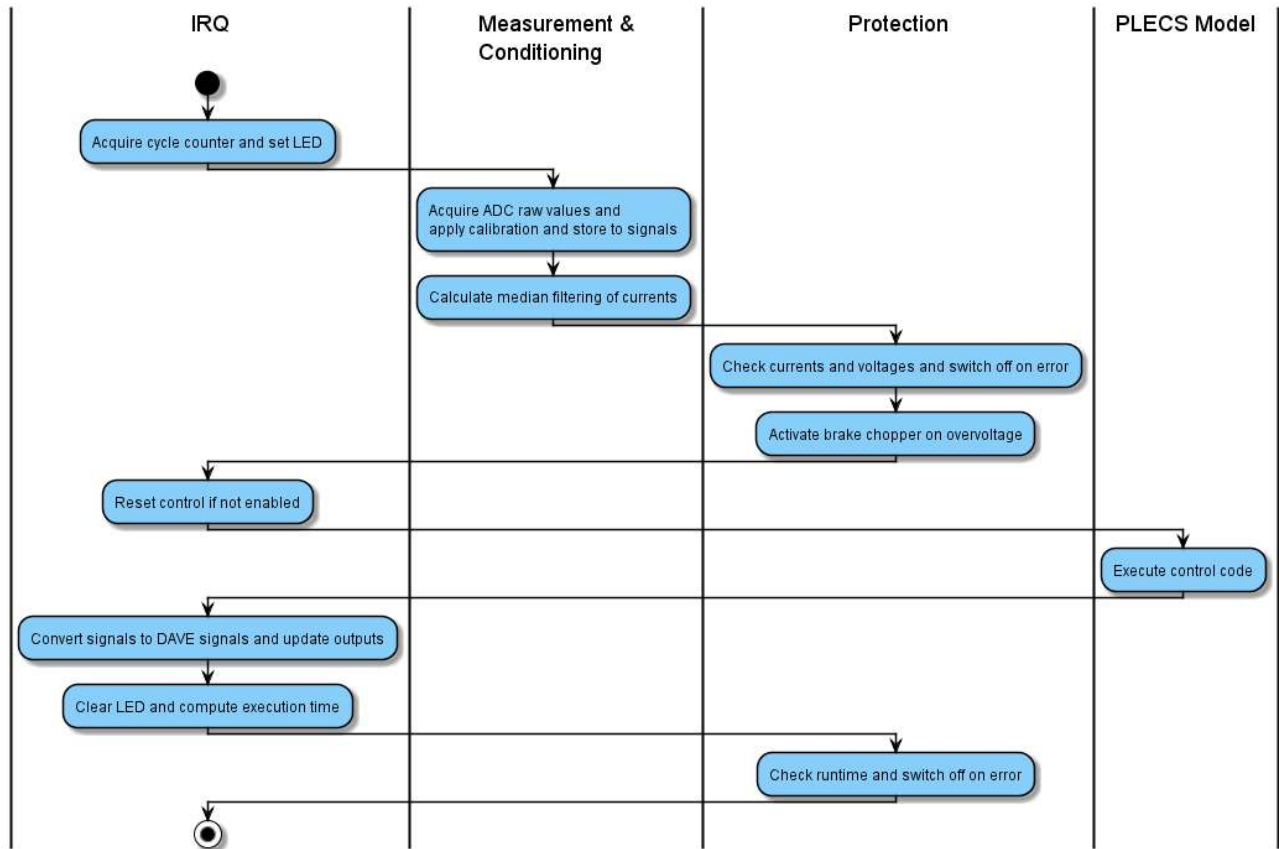 IRQ
Measurement &
Conditioning
Protection
PLECS Model
Acquire cycle counter and set LED
Acquire ADC raw values and
apply calibration and store to signals
Calculate median filtering of currents
Check currents and voltages and switch off on error
Activate brake chopper on overvoltage
Reset control if not enabled
Execute control code
Convert signals to DAVE signals and update outputs
Clear LED and compute execution time
Check runtime and switch off on error